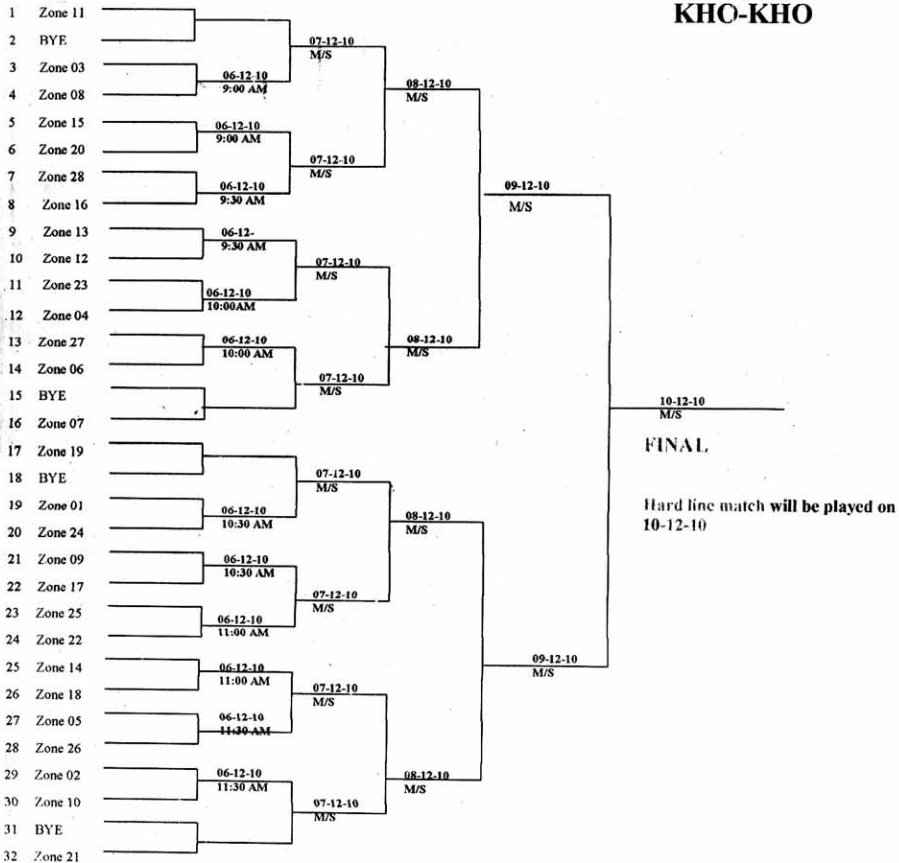 KHO-KHO
1 Zone 11
2 BYE
3 Zone 03
4 Zone 08
5 Zone 15
6 Zone 20
7 Zone 28
8 Zone 16
9 Zone 13
10 Zone 12
11 Zone 23
12 Zone 04
13 Zone 27
14 Zone 06
15 BYE
16 Zone 07
17 Zone 19
18 BYE
19 Zone 01
20 Zone 24
21 Zone 09
22 Zone 17
23 Zone 25
24 Zone 22
25 Zone 14
26 Zone 18
27 Zone 05
28 Zone 26
29 Zone 02
30 Zone 10
31 BYE
32 Zone 21
06-12-10
9:00 AM
06-12-10
9:00 AM
06-12-10
9:30 AM
06-12-
9:30 AM
06-12-10
10:00AM
06-12-10
10:00 AM
06-12-10
10:30 AM
06-12-10
10:30 AM
06-12-10
11:00 AM
06-12-10
11:00 AM
06-12-10
11:30 AM
06-12-10
11:30 AM
07-12-10
M/S
07-12-10
M/S
07-12-10
M/S
07-12-10
M/S
07-12-10
M/S
07-12-10
M/S
07-12-10
M/S
07-12-10
M/S
08-12-10
M/S
08-12-10
M/S
08-12-10
M/S
08-12-10
M/S
09-12-10
M/S
09-12-10
M/S
10-12-10
M/S
FINAL
Hard line match will be played on
10-12-10